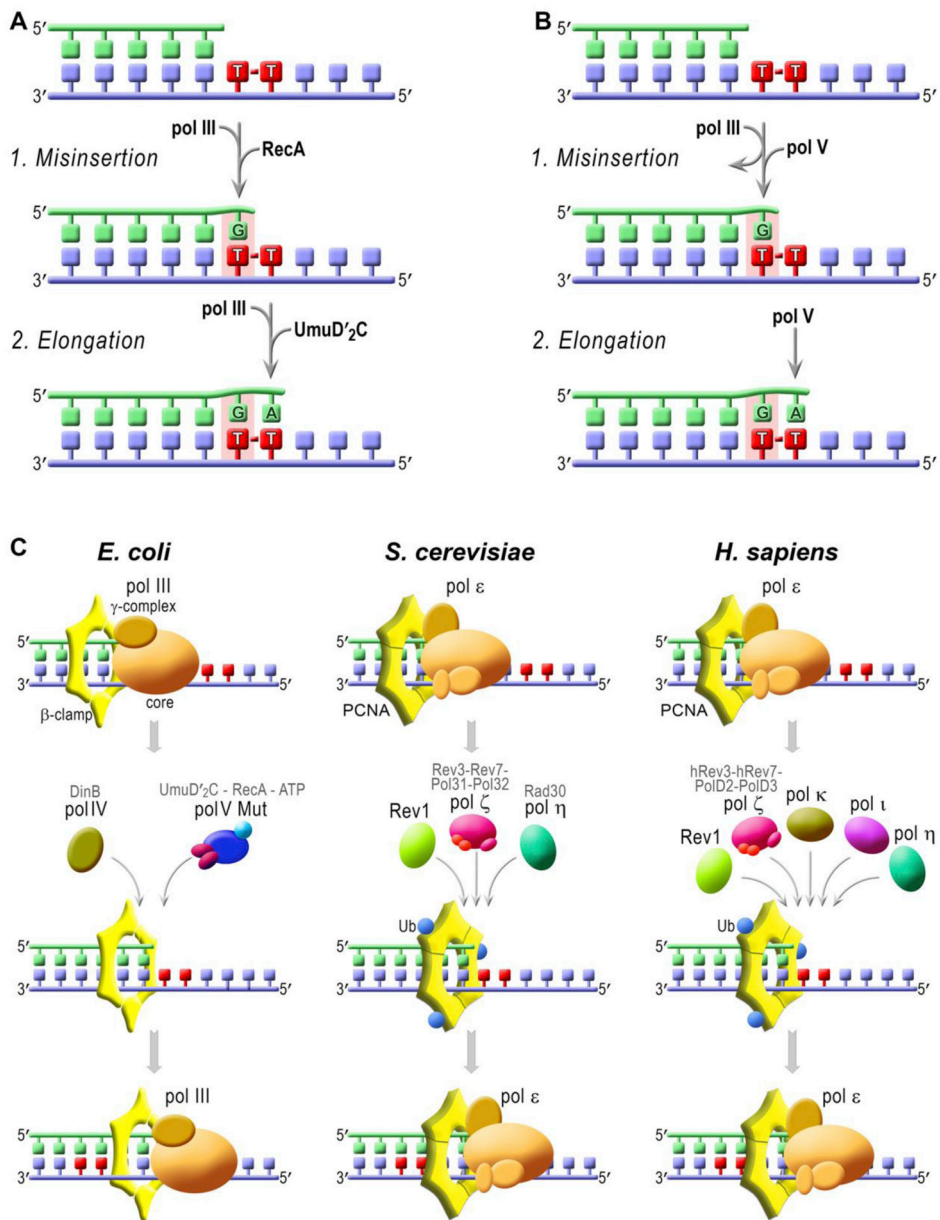 A
T-T
3′ 5′
pol III
RecA
1. Misinsertion
5′
G
T-T
3′ 5′
pol III
UmuD′₂C
2. Elongation
5′
G A
T-T
3′ 5′
B
5′
T-T
3′ 5′
pol III
pol V
1. Misinsertion
5′
G
T-T
3′ 5′
pol V
2. Elongation
5′
G A
T-T
3′ 5′
C
E. coli
pol III
γ-complex
5′
3′ 5′
β-clamp
core
DinB
pol IV
UmuD′₂C - RecA - ATP
pol V Mut
5′
3′ 5′
pol III
5′
3′ 5′
S. cerevisiae
pol ε
5′
3′ 5′
PCNA
Rev1
Rev3-Rev7-
Pol31-Pol32
pol ζ
Rad30
pol η
Ub
5′
3′ 5′
pol ε
5′
3′ 5′
H. sapiens
pol ε
5′
3′ 5′
PCNA
Rev1
hRev3-hRev7-
PolD2-PolD3
pol ζ
pol κ
pol ι
pol η
Ub
5′
3′ 5′
pol ε
5′
3′ 5′